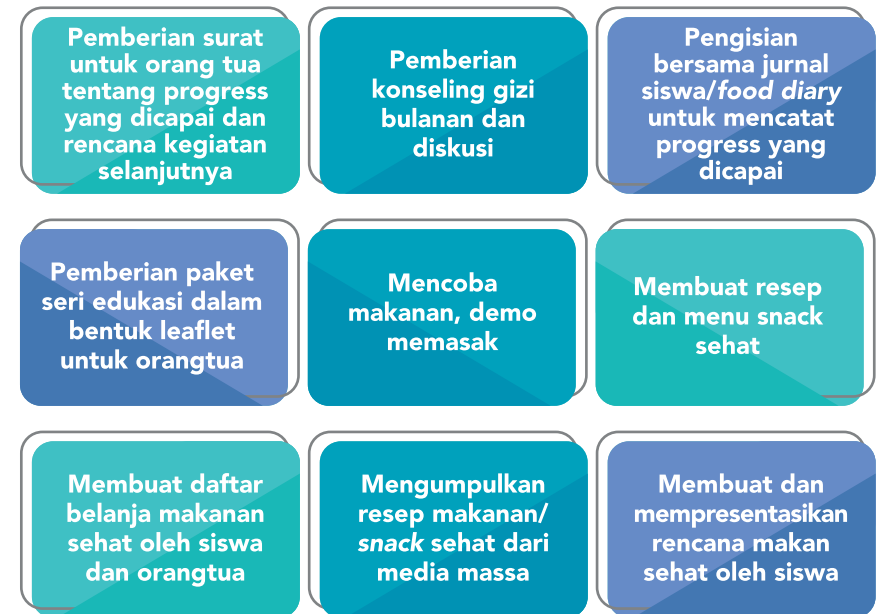 Pemberian surat
untuk orang tua
tentang progress
yang dicapai dan
rencana kegiatan
selanjutnya
Pemberian
konseling gizi
bulanan dan
diskusi
Pengisian
bersama jurnal
siswa/food diary
untuk mencatat
progress yang
dicapai
Pemberian paket
seri edukasi dalam
bentuk leaflet
untuk orangtua
Mencoba
makanan, demo
memasak
Membuat resep
dan menu snack
sehat
Membuat daftar
belanja makanan
sehat oleh siswa
dan orangtua
Mengumpulkan
resep makanan/
snack sehat dari
media massa
Membuat dan
mempresentasikan
rencana makan
sehat oleh siswa